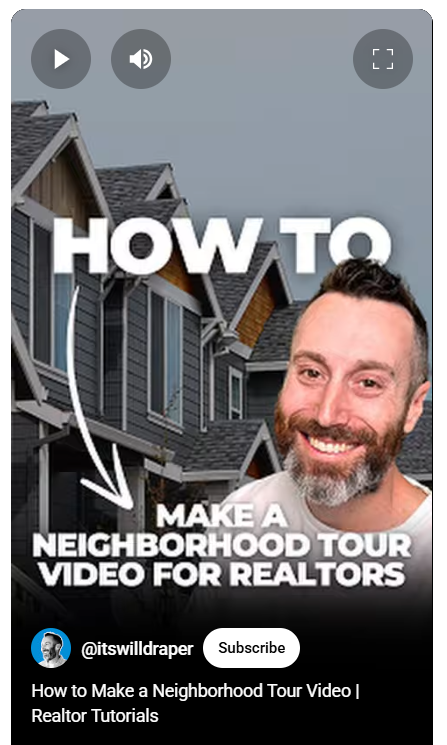 HOW TO
MAKE A
NEIGHBORHOOD TOUR
VIDEO FOR REALTORS
@itswilldraper Subscribe
How to Make a Neighborhood Tour Video |
Realtor Tutorials